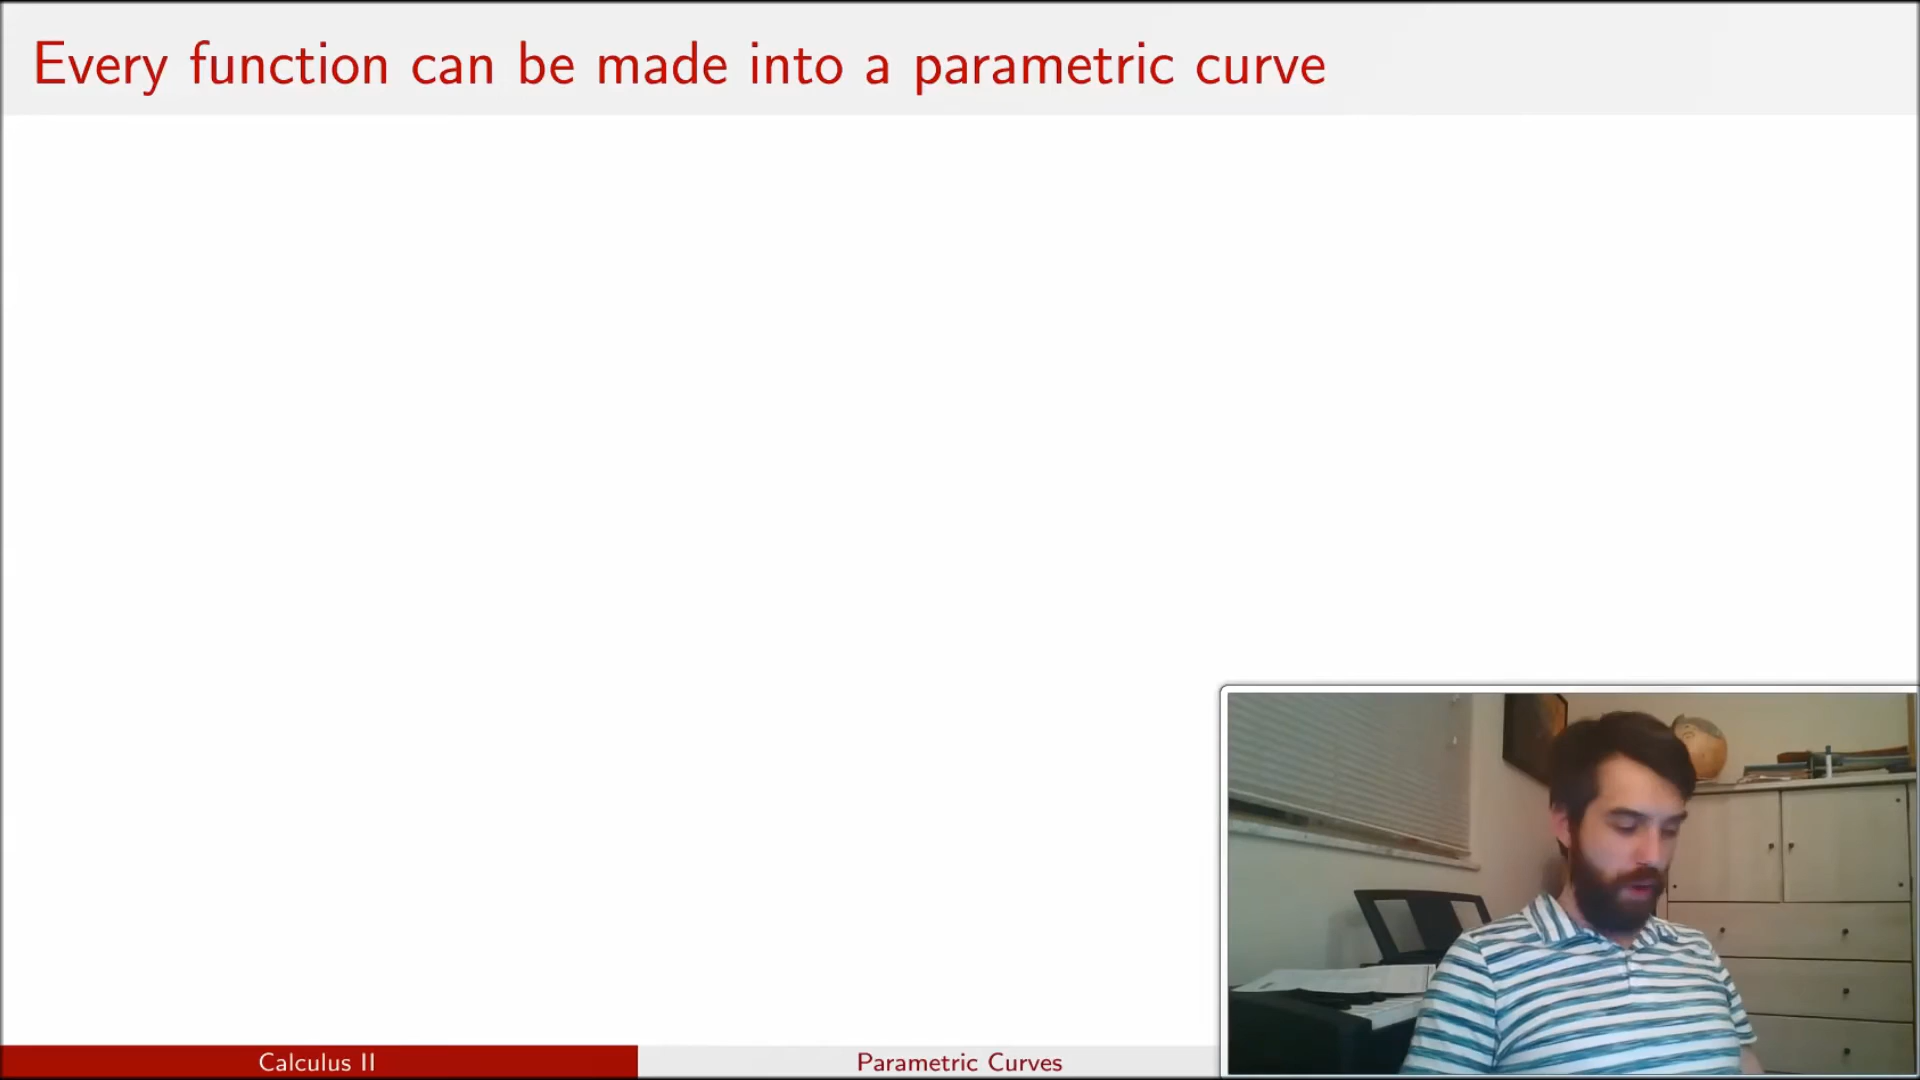 Every function can be made into a parametric curve
Calculus II
Parametric Curves